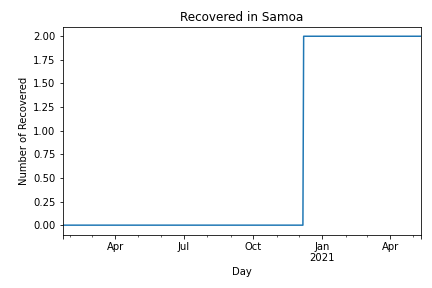 Recovered in Samoa
Number of Recovered
2.00
1.75
1.50
1.25
1.00
0.75
0.50
0.25
0.00
Apr Jul Oct Jan Apr
2021
Day